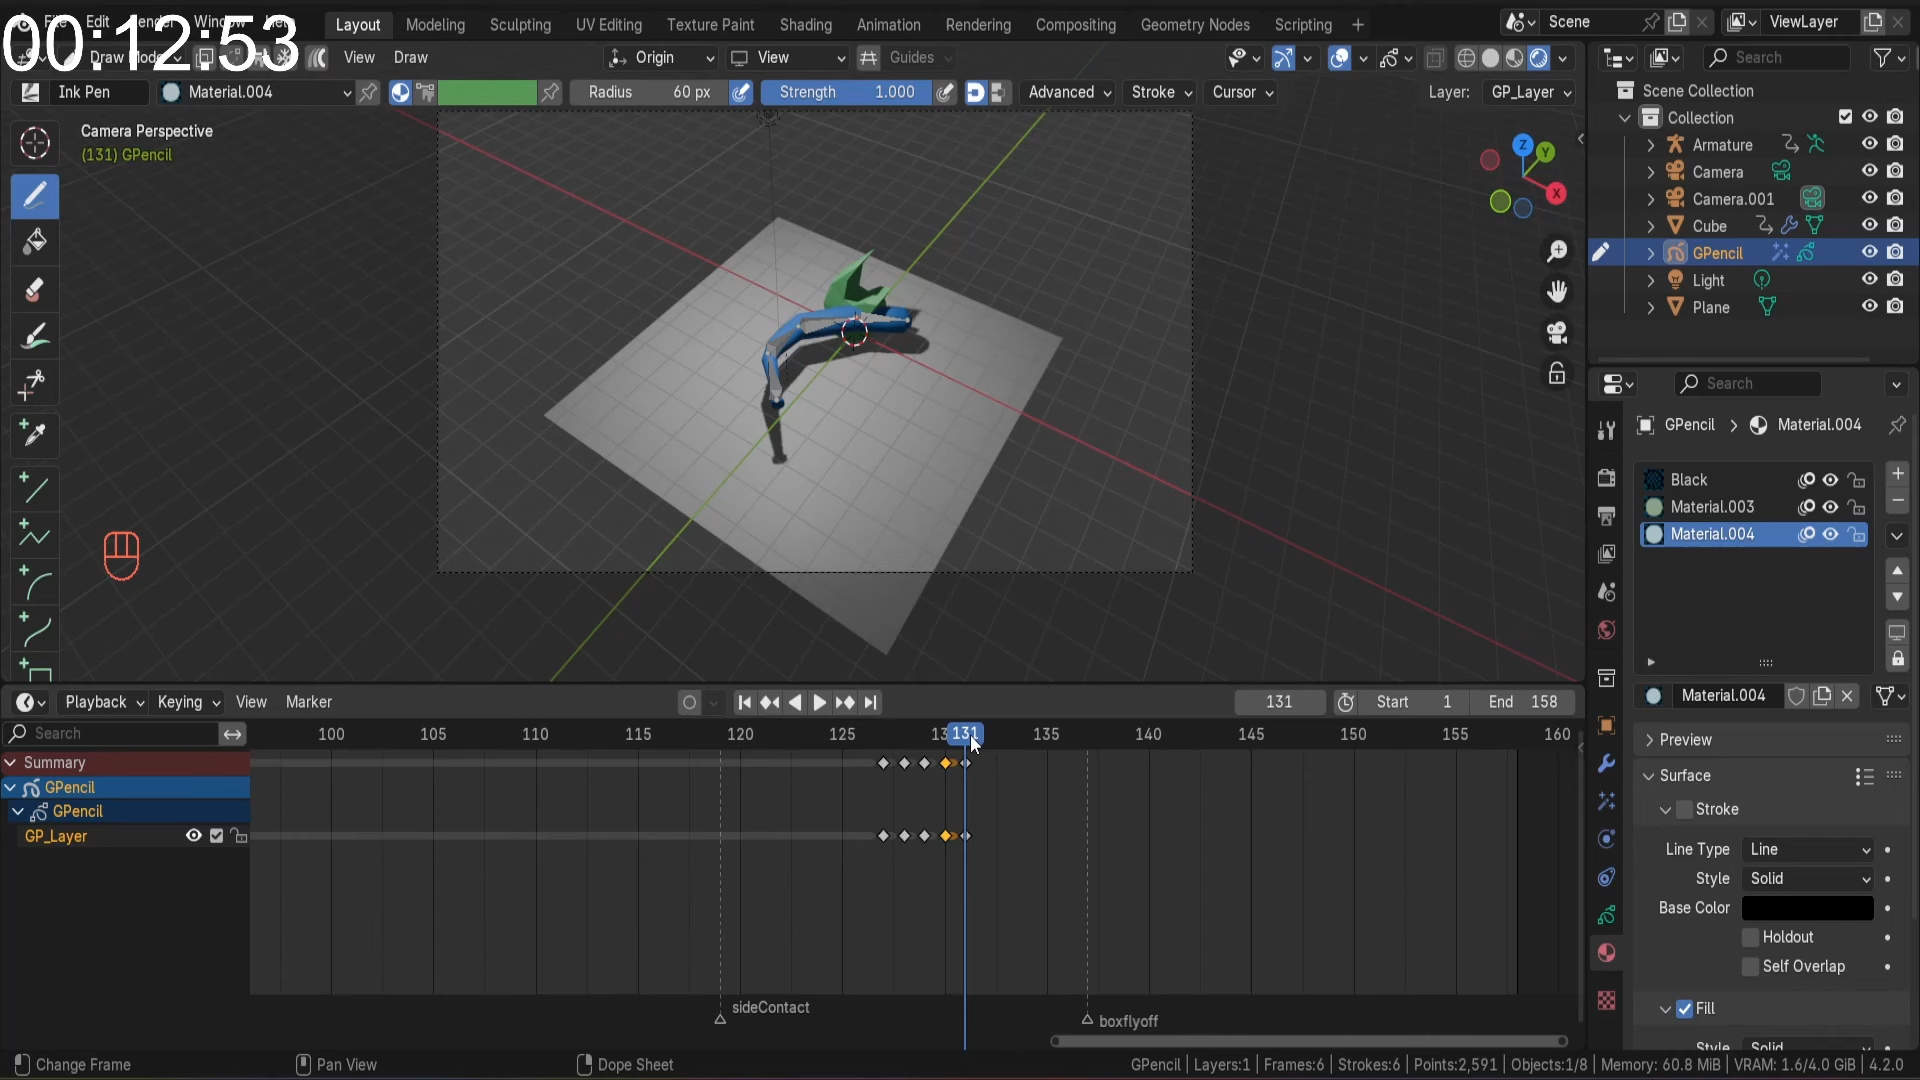 00:12:53
File Edit Render Window Help Layout Modeling Sculpting UV Editing Texture Paint Shading Animation Rendering Compositing Geometry Nodes Scripting + Scene ViewLayer
Draw Mode View Draw Origin View Guides Search
Ink Pen Material.004 Radius 60 px Strength 1.000 Advanced Stroke Cursor Layer: GP_Layer
Camera Perspective
(131) GPencil
Z Y X
Scene Collection
Collection
Armature
Camera
Camera.001
Cube
GPencil
Light
Plane
Search
GPencil > Material.004
Black
Material.003
Material.004
Material.004
Preview
Surface
Stroke
Line Type Line
Style Solid
Base Color
Holdout
Self Overlap
Fill
Style Solid
Playback Keying View Marker 131 Start 1 End 158
Search 100 105 110 115 120 125 13 131 135 140 145 150 155 160
Summary
GPencil
GPencil
GP_Layer
sideContact
boxflyoff
Change Frame Pan View Dope Sheet GPencil | Layers:1 | Frames:6 | Strokes:6 | Points:2,591 | Objects:1/8 | Memory: 60.8 MiB | VRAM: 1.6/4.0 GiB | 4.2.0